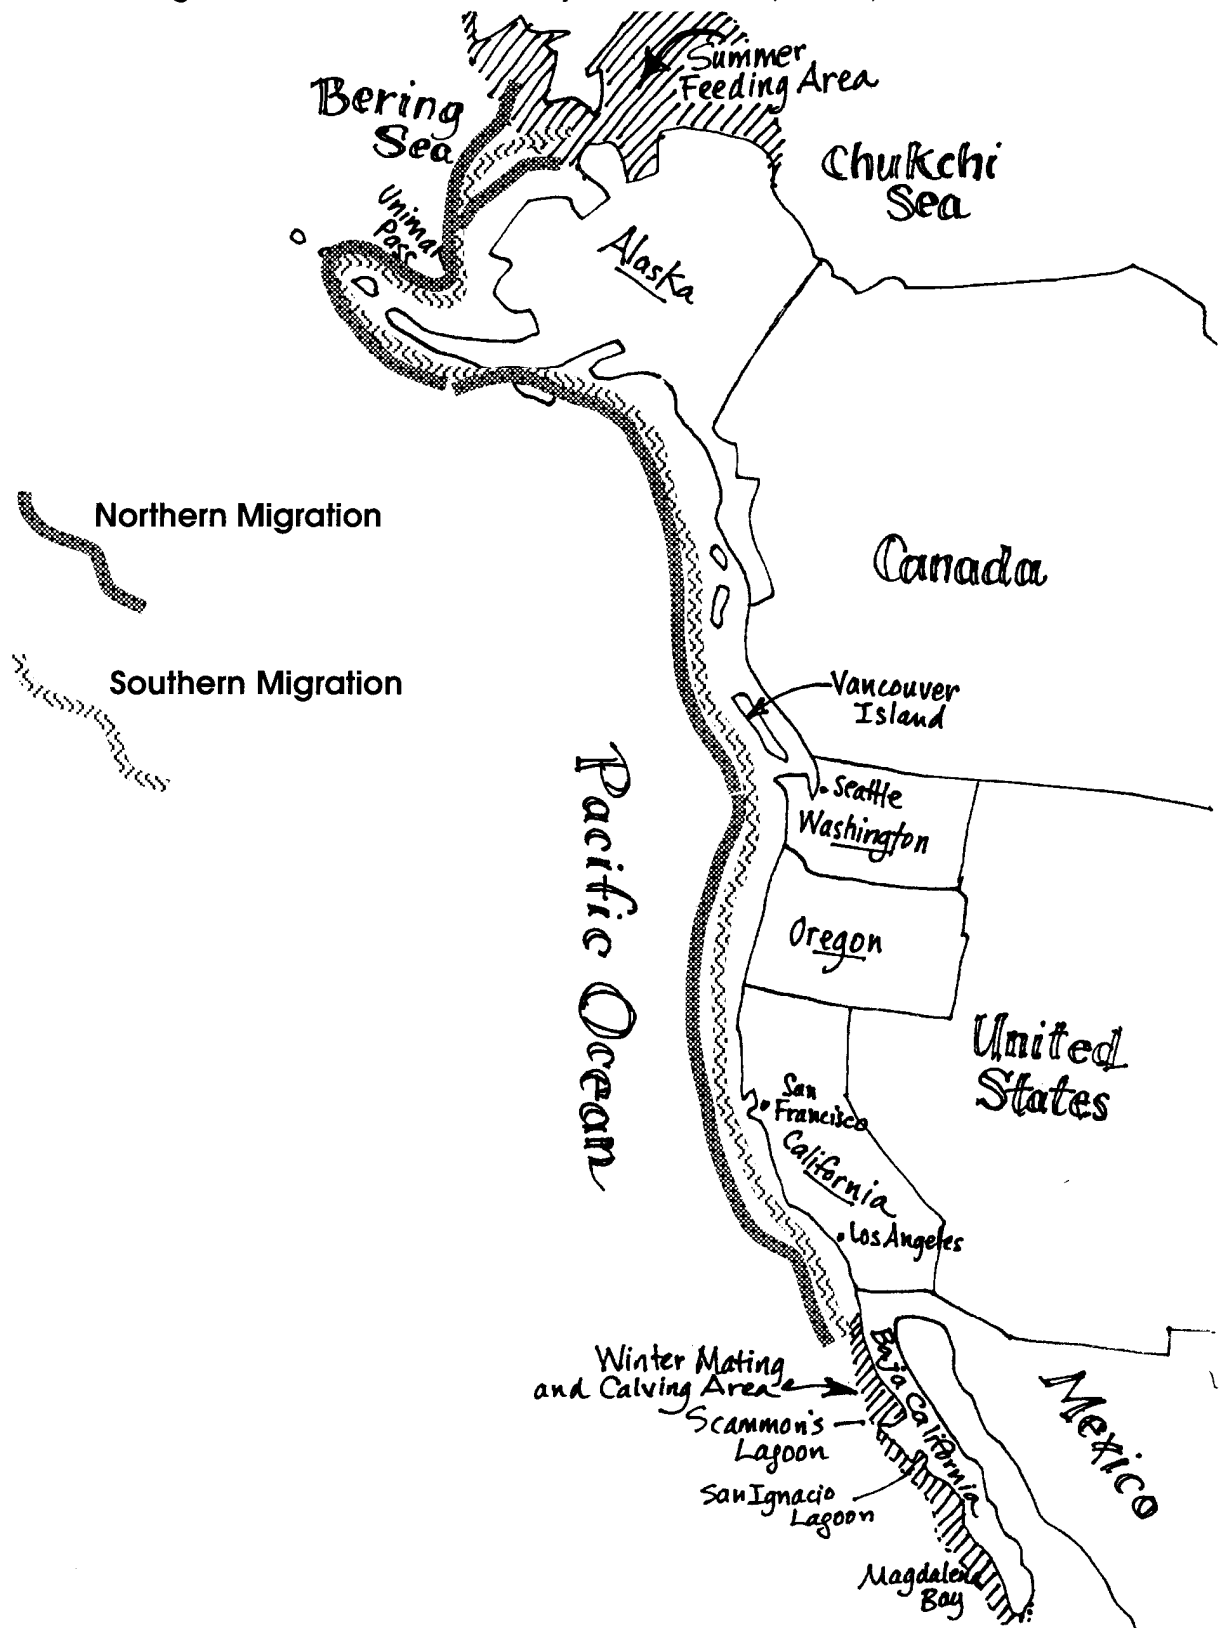 Summer
Feeding Area
Bering
Sea
Chukchi
Sea
Unimak
Pass
Alaska
Northern Migration
Canada
Southern Migration
Vancouver
Island
Seattle
Washington
Pacific Ocean
Oregon
United
States
San
Francisco
California
Los Angeles
Winter Mating
and Calving Area
Baja California
Mexico
Scammon's
Lagoon
San Ignacio
Lagoon
Magdalena
Bay